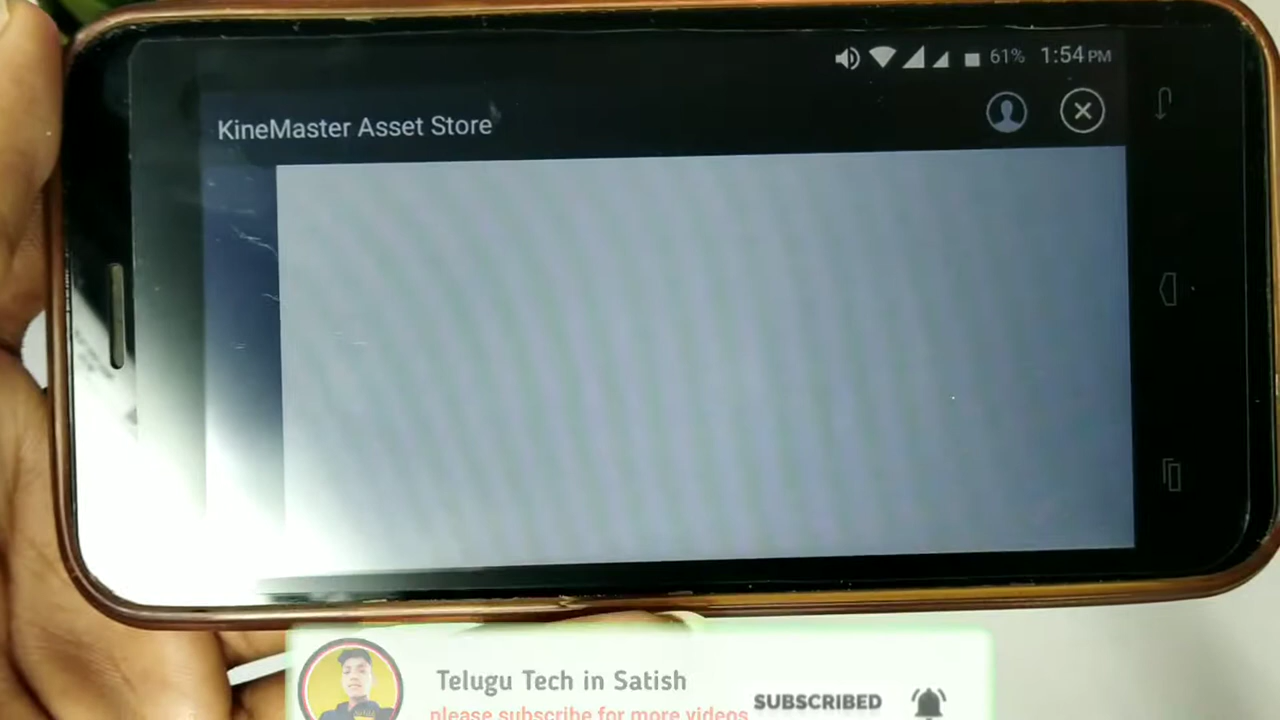 61% 1:54 PM
KineMaster Asset Store
Telugu Tech in Satish
please subscribe for more videos
SUBSCRIBED